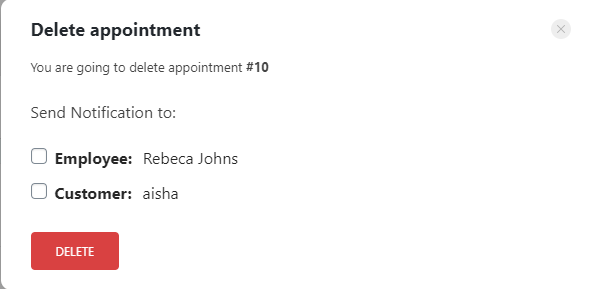 Delete appointment
You are going to delete appointment #10
Send Notification to:
Employee: Rebeca Johns
Customer: aisha
DELETE